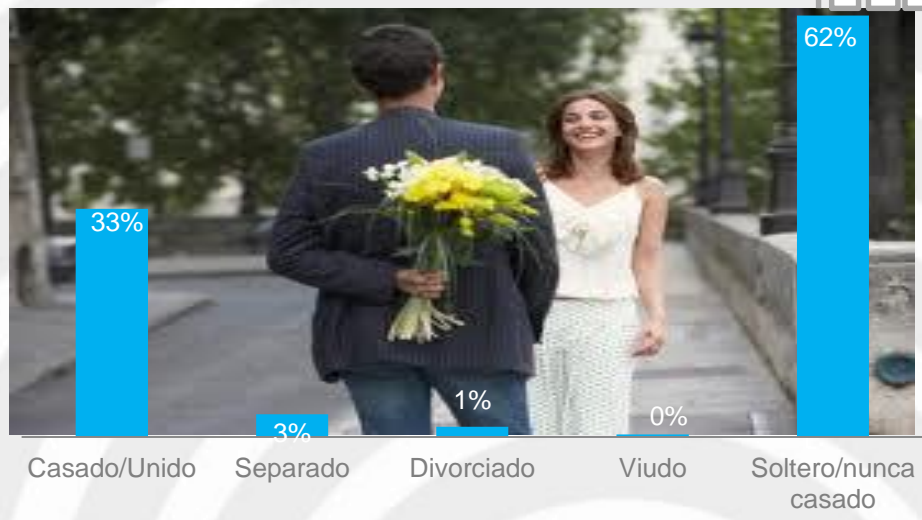 62%
33%
3%
1%
0%
Casado/Unido
Separado
Divorciado
Viudo
Soltero/nunca
casado